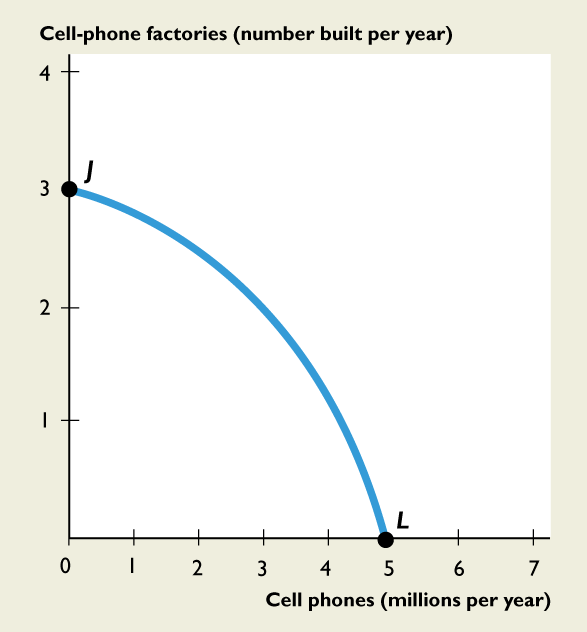 Cell-phone factories (number built per year)
4
J
3
2
1
L
0 1 2 3 4 5 6 7
Cell phones (millions per year)